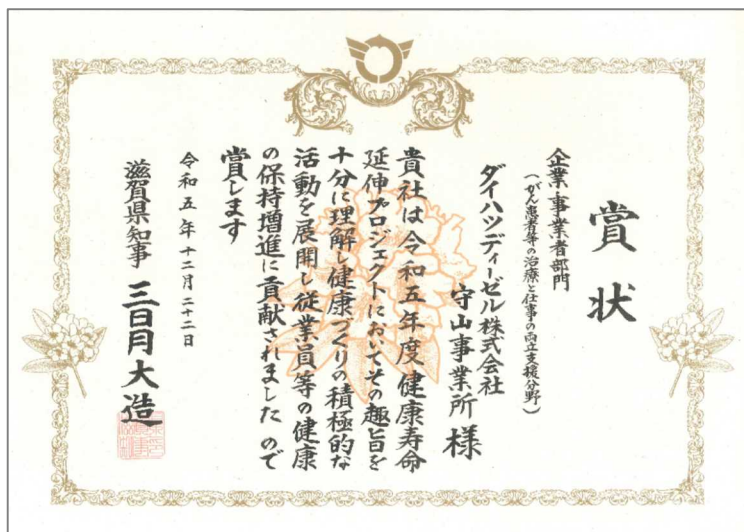 賞状
企業・事業者部門
(がん患者等の治療と仕事の両立支援分野)
ダイハツディーゼル株式会社
守山事業所 様
貴社は令和五年度健康寿命
延伸プロジェクトにおいてその趣旨を
十分に理解し健康づくりの積極的な
活動を展開し従業員等の健康
の保持増進に貢献されましたので
賞します
令和五年十二月二十二日
滋賀県知事 三日月大造